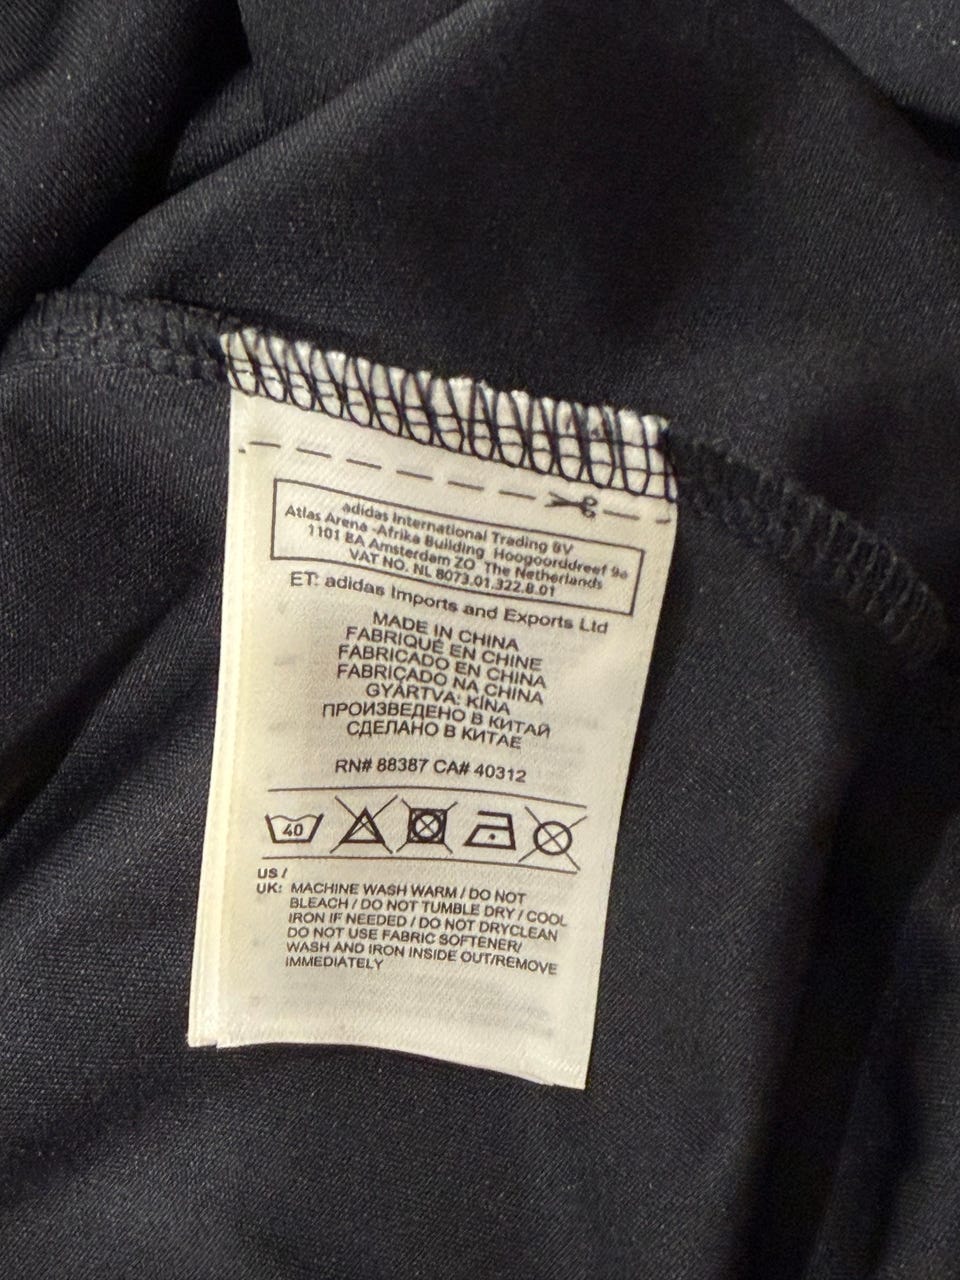 adidas International Trading BV
Atlas Arena -Afrika Building Hoogoorddreef 9a
1101 BA Amsterdam ZO The Netherlands
VAT NO. NL 8073.01.322.B.01
ET: adidas Imports and Exports Ltd
MADE IN CHINA
FABRIQUÉ EN CHINE
FABRICADO EN CHINA
FABRICADO NA CHINA
GYÁRTVA: KÍNA
ПРОИЗВЕДЕНО В КИТАЙ
СДЕЛАНО В КИТАЕ
RN# 88387 CA# 40312
40
US /
UK: MACHINE WASH WARM / DO NOT
BLEACH / DO NOT TUMBLE DRY / COOL
IRON IF NEEDED / DO NOT DRYCLEAN
DO NOT USE FABRIC SOFTENER/
WASH AND IRON INSIDE OUT/REMOVE
IMMEDIATELY